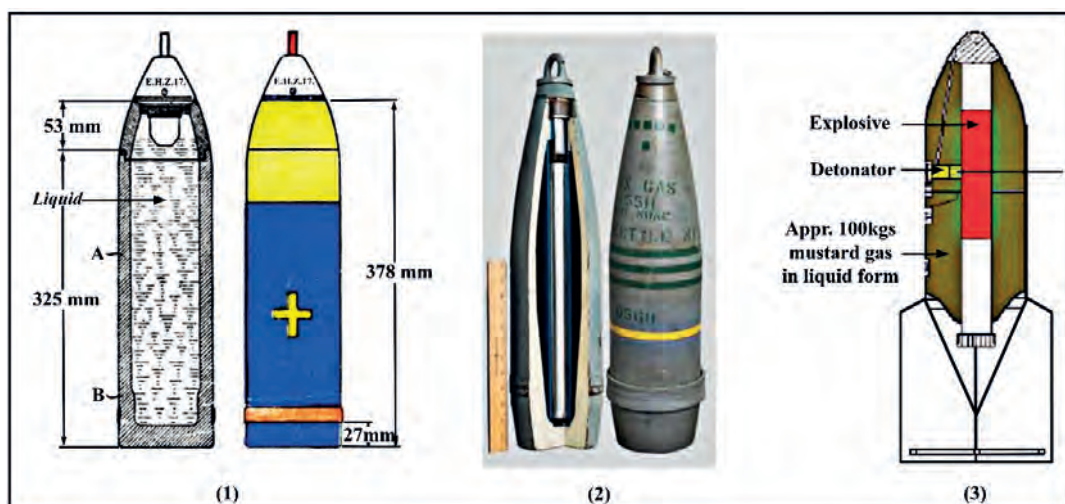 E.H.Z.17.
53 mm
Liquid
A
325 mm
B
E.H.Z.17.
378 mm
27mm
(1)
GAS
(2)
Explosive
Detonator
Appr. 100kgs
mustard gas
in liquid form
(3)